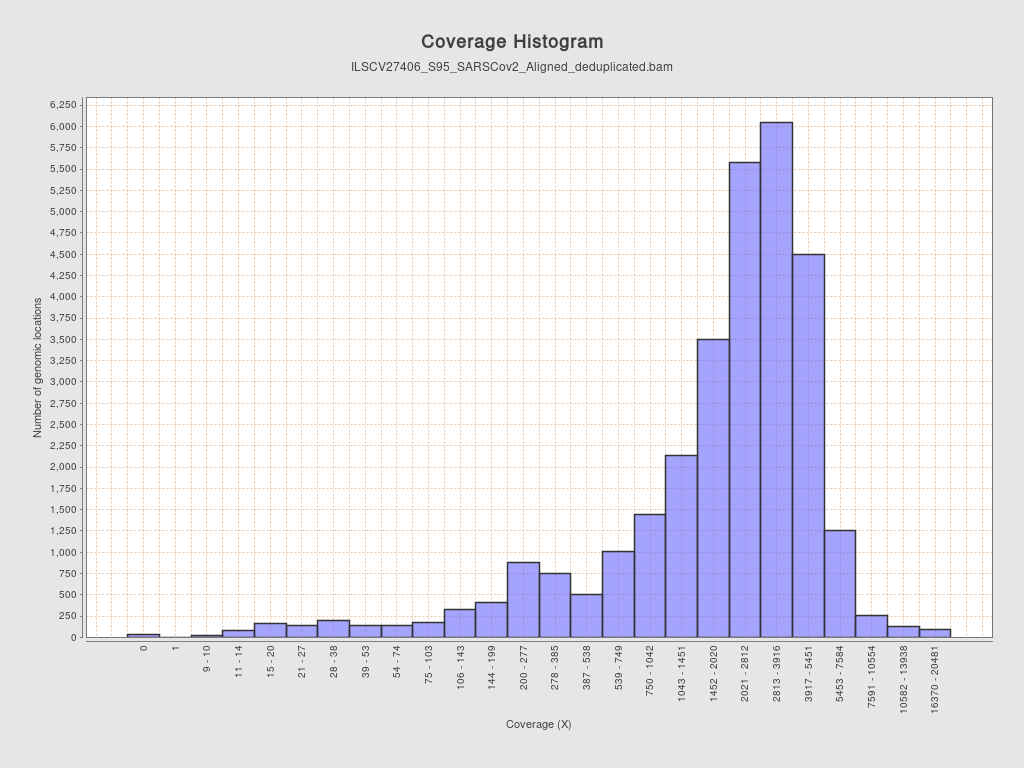 Coverage Histogram
ILSCV27406_S95_SARSCov2_Aligned_deduplicated.bam
Number of genomic locations
6,250
6,000
5,750
5,500
5,250
5,000
4,750
4,500
4,250
4,000
3,750
3,500
3,250
3,000
2,750
2,500
2,250
2,000
1,750
1,500
1,250
1,000
750
500
250
0
0
1
9 - 10
11 - 14
15 - 20
21 - 27
28 - 38
39 - 53
54 - 74
75 - 103
106 - 143
144 - 199
200 - 277
278 - 385
387 - 538
539 - 749
750 - 1042
1043 - 1451
1452 - 2020
2021 - 2812
2813 - 3916
3917 - 5451
5453 - 7584
7591 - 10554
10582 - 13938
16370 - 20481
Coverage (X)